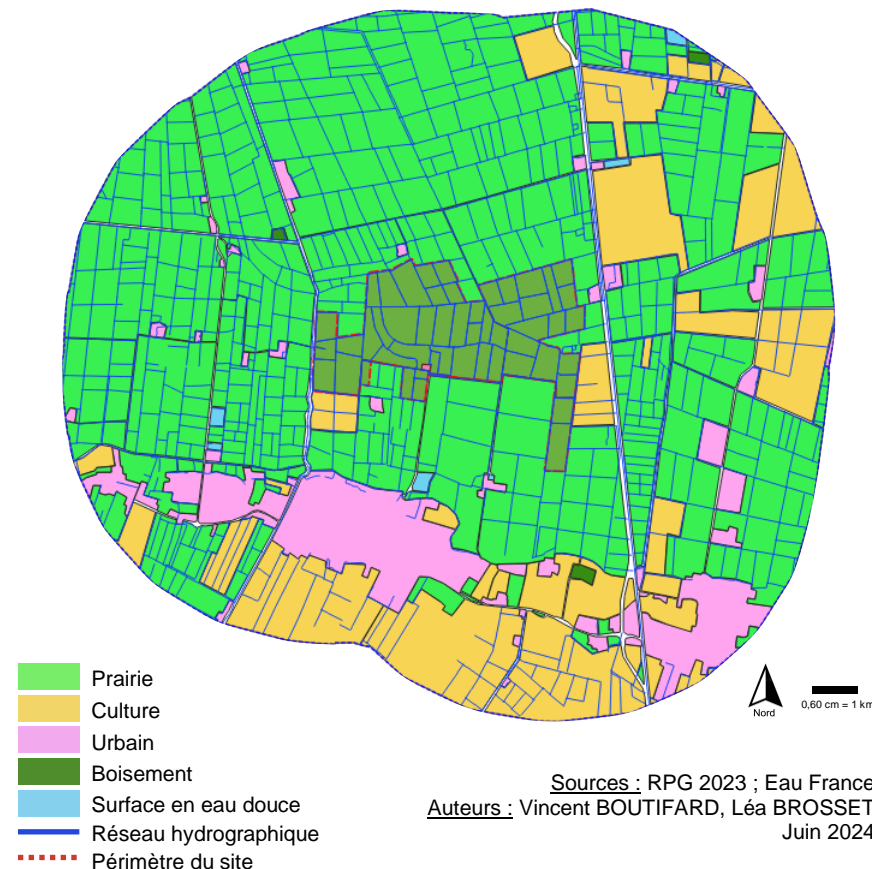 Nord
0,60 cm = 1 km
Prairie
Culture
Urbain
Boisement
Surface en eau douce
Réseau hydrographique
Périmètre du site
Sources : RPG 2023 ; Eau France
Auteurs : Vincent BOUTIFARD, Léa BROSSET
Juin 2024